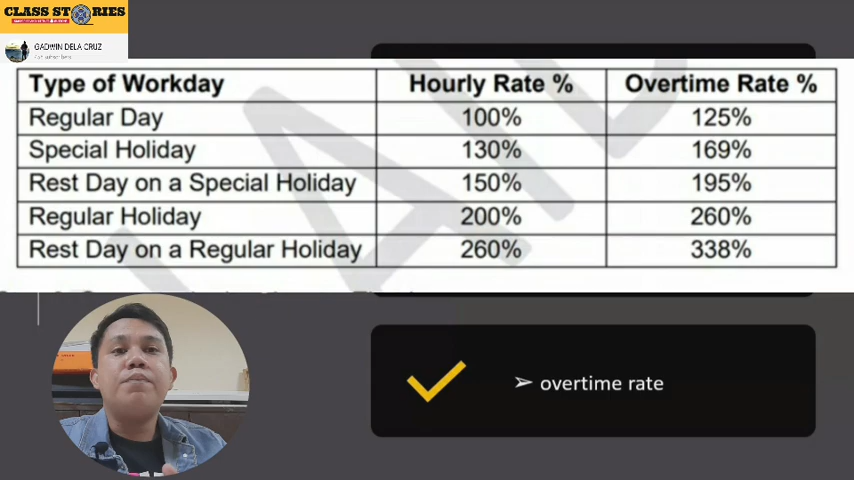 CLASS STORIES
GADWIN DELA CRUZ
Type of Workday Hourly Rate % Overtime Rate %
Regular Day 100% 125%
Special Holiday 130% 169%
Rest Day on a Special Holiday 150% 195%
Regular Holiday 200% 260%
Rest Day on a Regular Holiday 260% 338%
➢ overtime rate